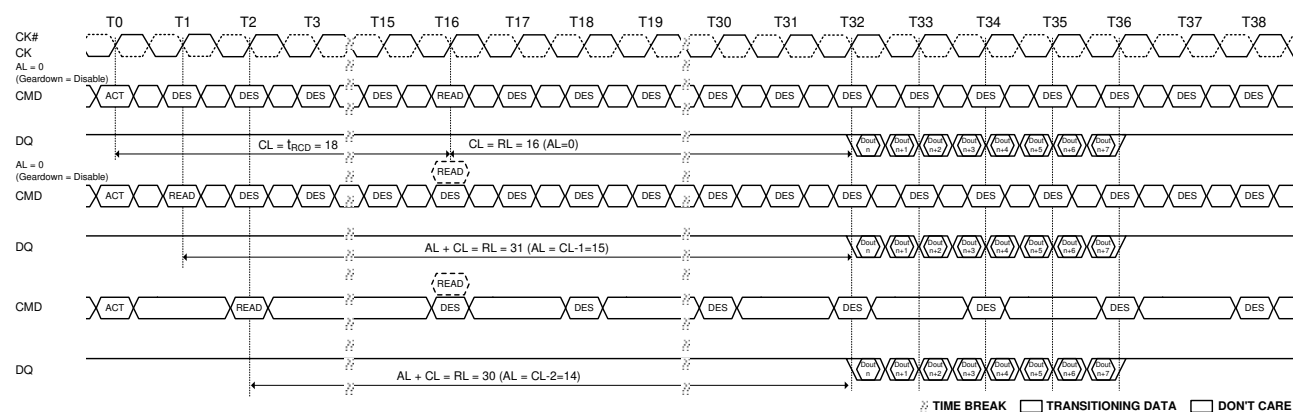 T0 T1 T2 T3 T15 T16 T17 T18 T19 T30 T31 T32 T33 T34 T35 T36 T37 T38
CK#
CK
AL = 0
(Geardown = Disable)
CMD ACT DES DES DES DES READ DES DES DES DES DES DES DES DES DES DES DES DES
DQ CL = tRCD = 18 CL = RL = 16 (AL=0) Dout n Dout n+1 Dout n+2 Dout n+3 Dout n+4 Dout n+5 Dout n+6 Dout n+7
AL = 0
(Geardown = Disable)
READ
CMD ACT READ DES DES DES DES DES DES DES DES DES DES DES DES DES DES DES DES
DQ AL + CL = RL = 31 (AL = CL-1=15) Dout n Dout n+1 Dout n+2 Dout n+3 Dout n+4 Dout n+5 Dout n+6 Dout n+7
READ
CMD ACT READ DES DES DES DES DES DES DES
DQ AL + CL = RL = 30 (AL = CL-2=14) Dout n Dout n+1 Dout n+2 Dout n+3 Dout n+4 Dout n+5 Dout n+6 Dout n+7
TIME BREAK TRANSITIONING DATA DON'T CARE